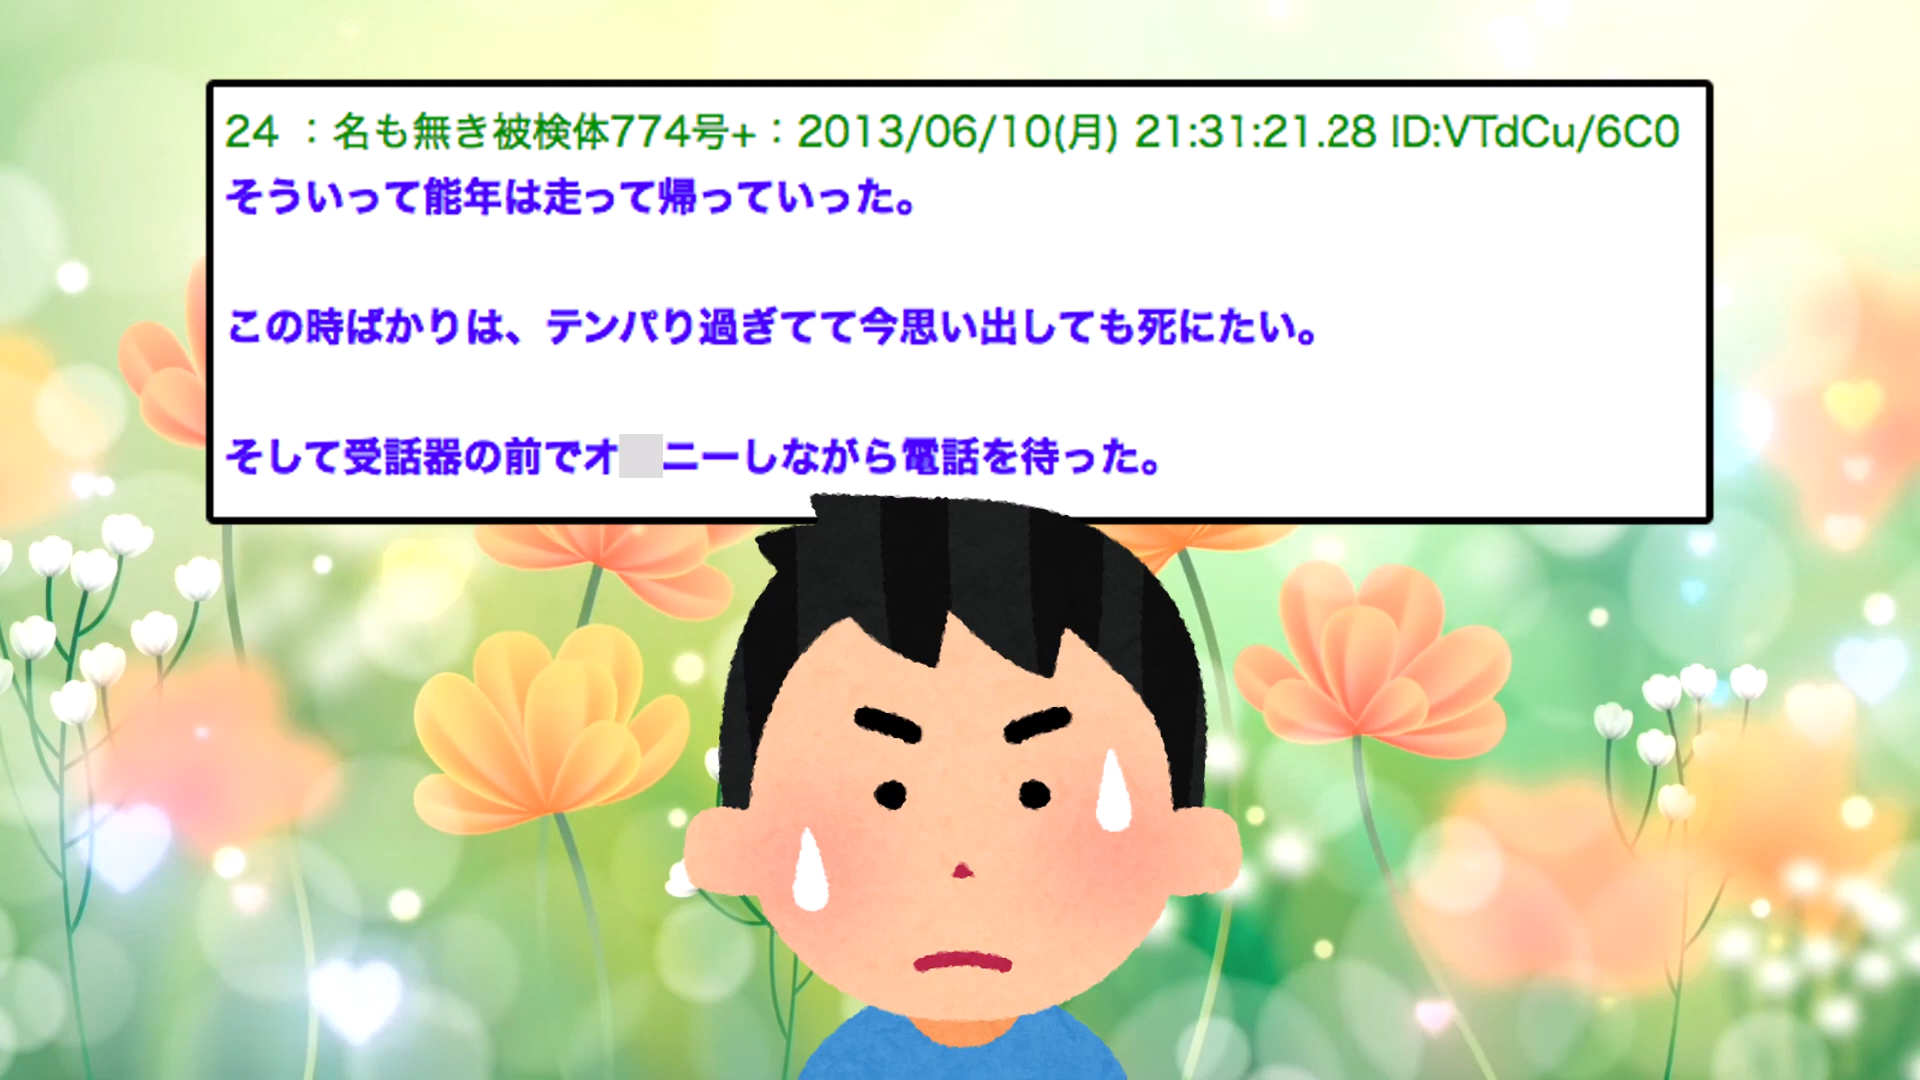 24 ：名も無き被検体774号+：2013/06/10(月) 21:31:21.28 ID:VTdCu/6C0
そういって能年は走って帰っていった。
この時ばかりは、テンパり過ぎてて今思い出しても死にたい。
そして受話器の前でオ ニーしながら電話を待った。